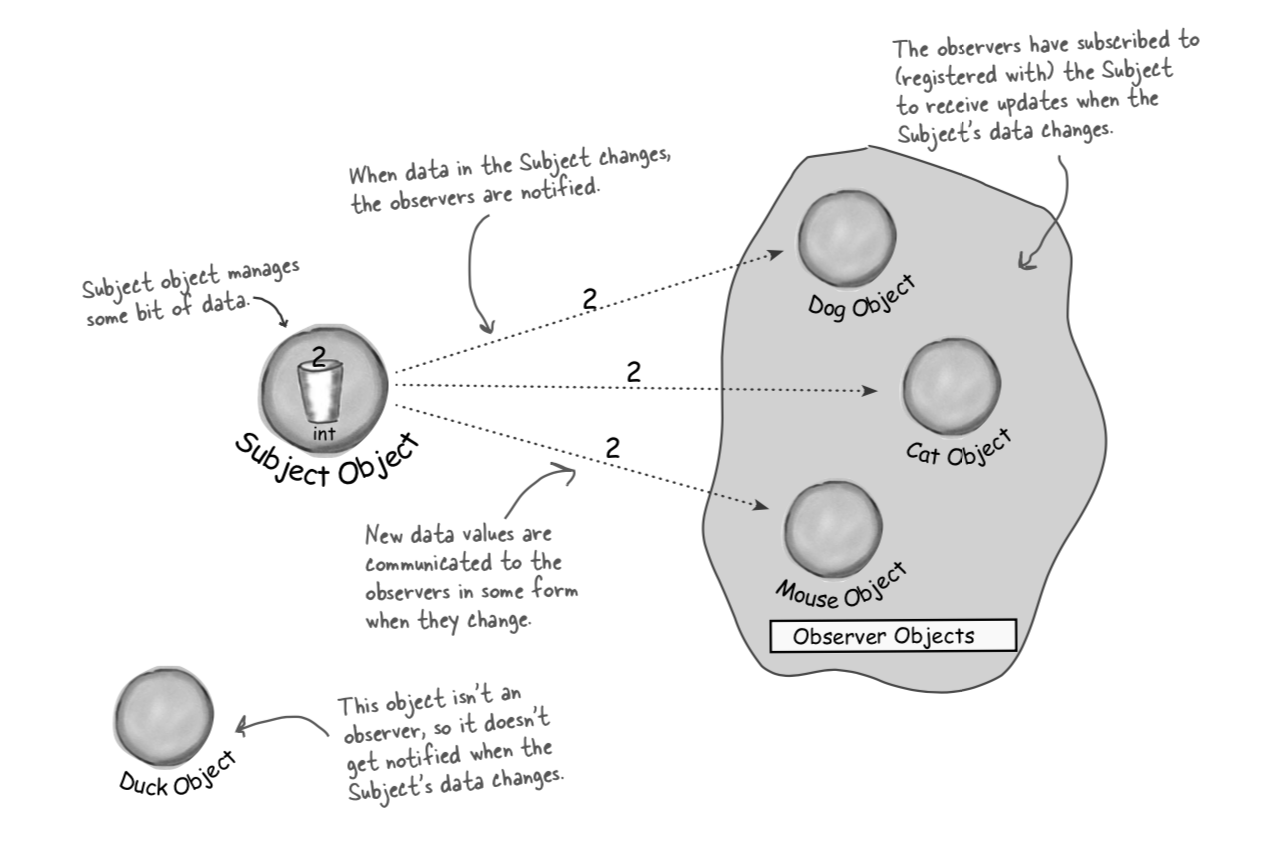 The observers have subscribed to
(registered with) the Subject
to receive updates when the
Subject's data changes.
When data in the Subject changes,
the observers are notified.
Subject object manages
some bit of data.
2
int
Subject Object
2
2
2
Dog Object
Cat Object
Mouse Object
Observer Objects
New data values are
communicated to the
observers in some form
when they change.
Duck Object
This object isn't an
observer, so it doesn't
get notified when the
Subject's data changes.